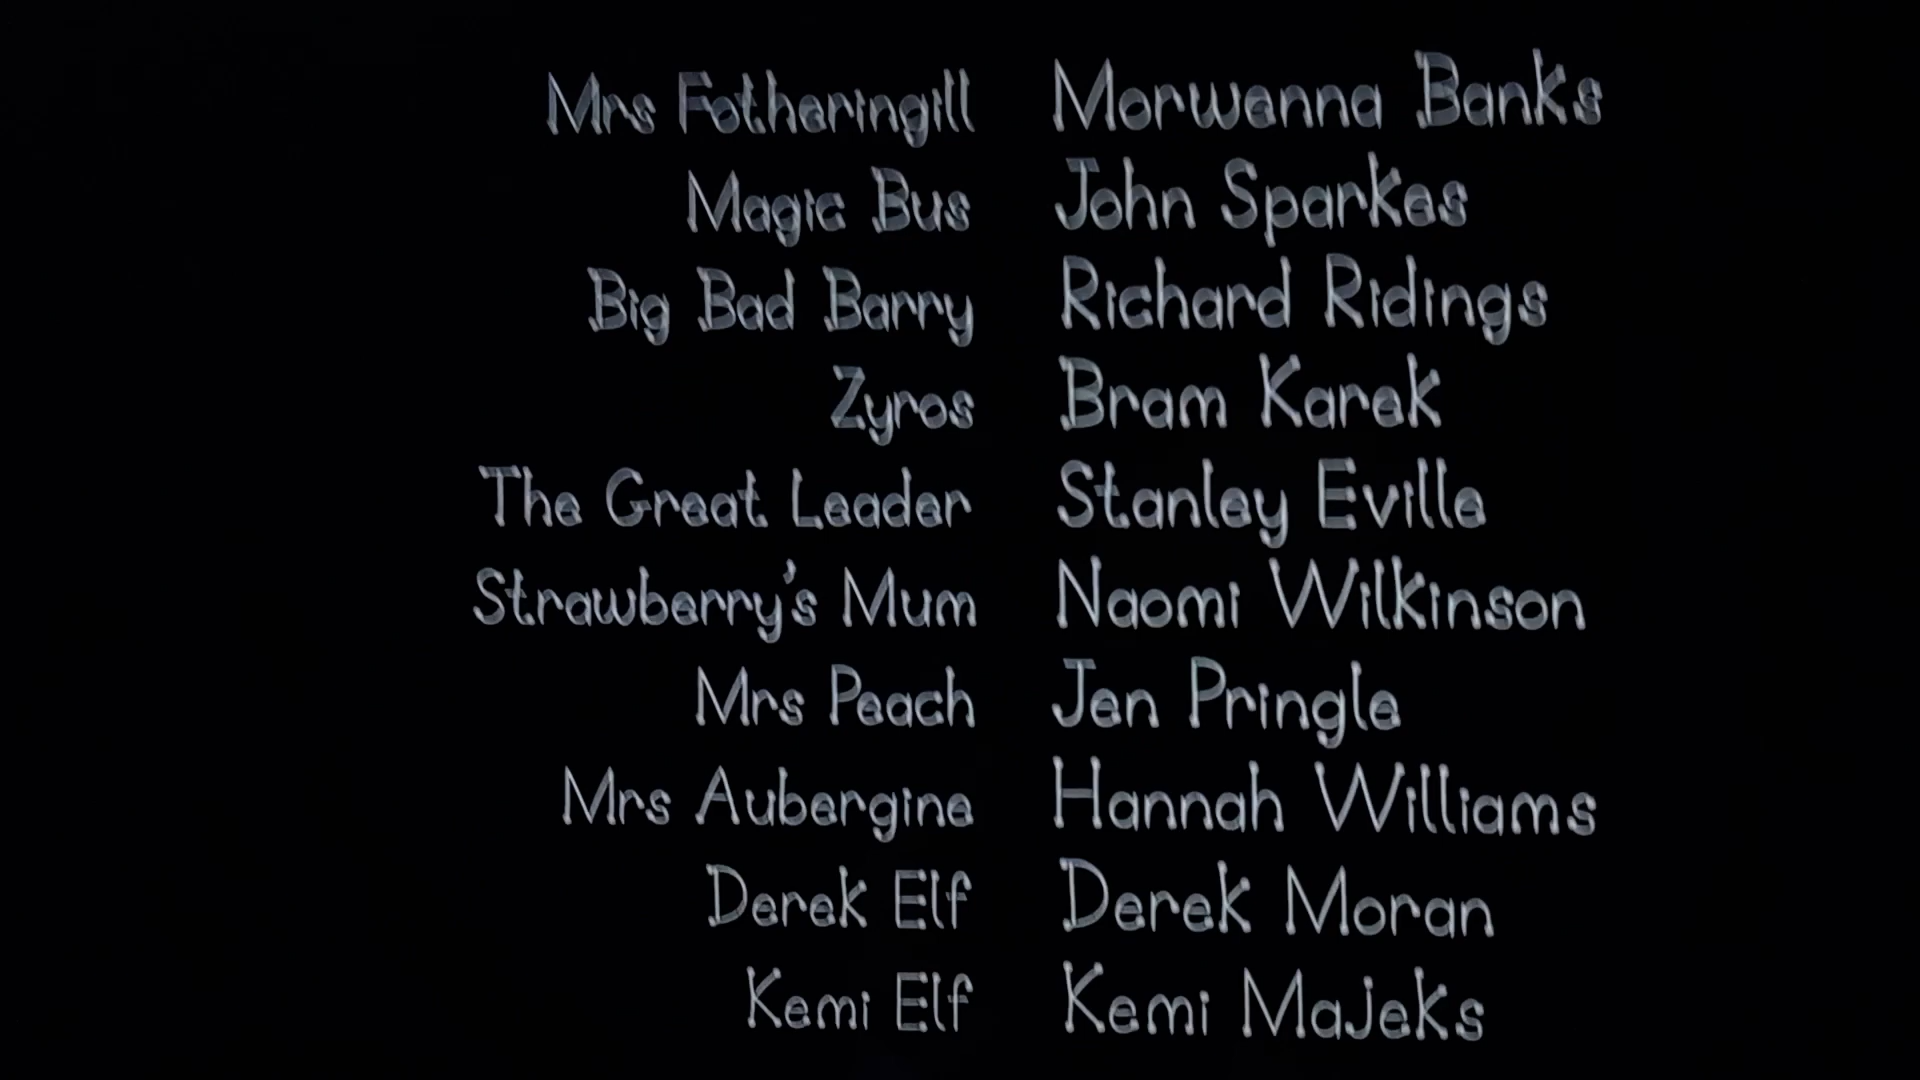 Mrs Fotheringill Morwenna Banks
Magic Bus John Sparkes
Big Bad Barry Richard Ridings
Zyros Bram Karek
The Great Leader Stanley Eville
Strawberry's Mum Naomi Wilkinson
Mrs Peach Jen Pringle
Mrs Aubergine Hannah Williams
Derek Elf Derek Moran
Kemi Elf Kemi Majeks